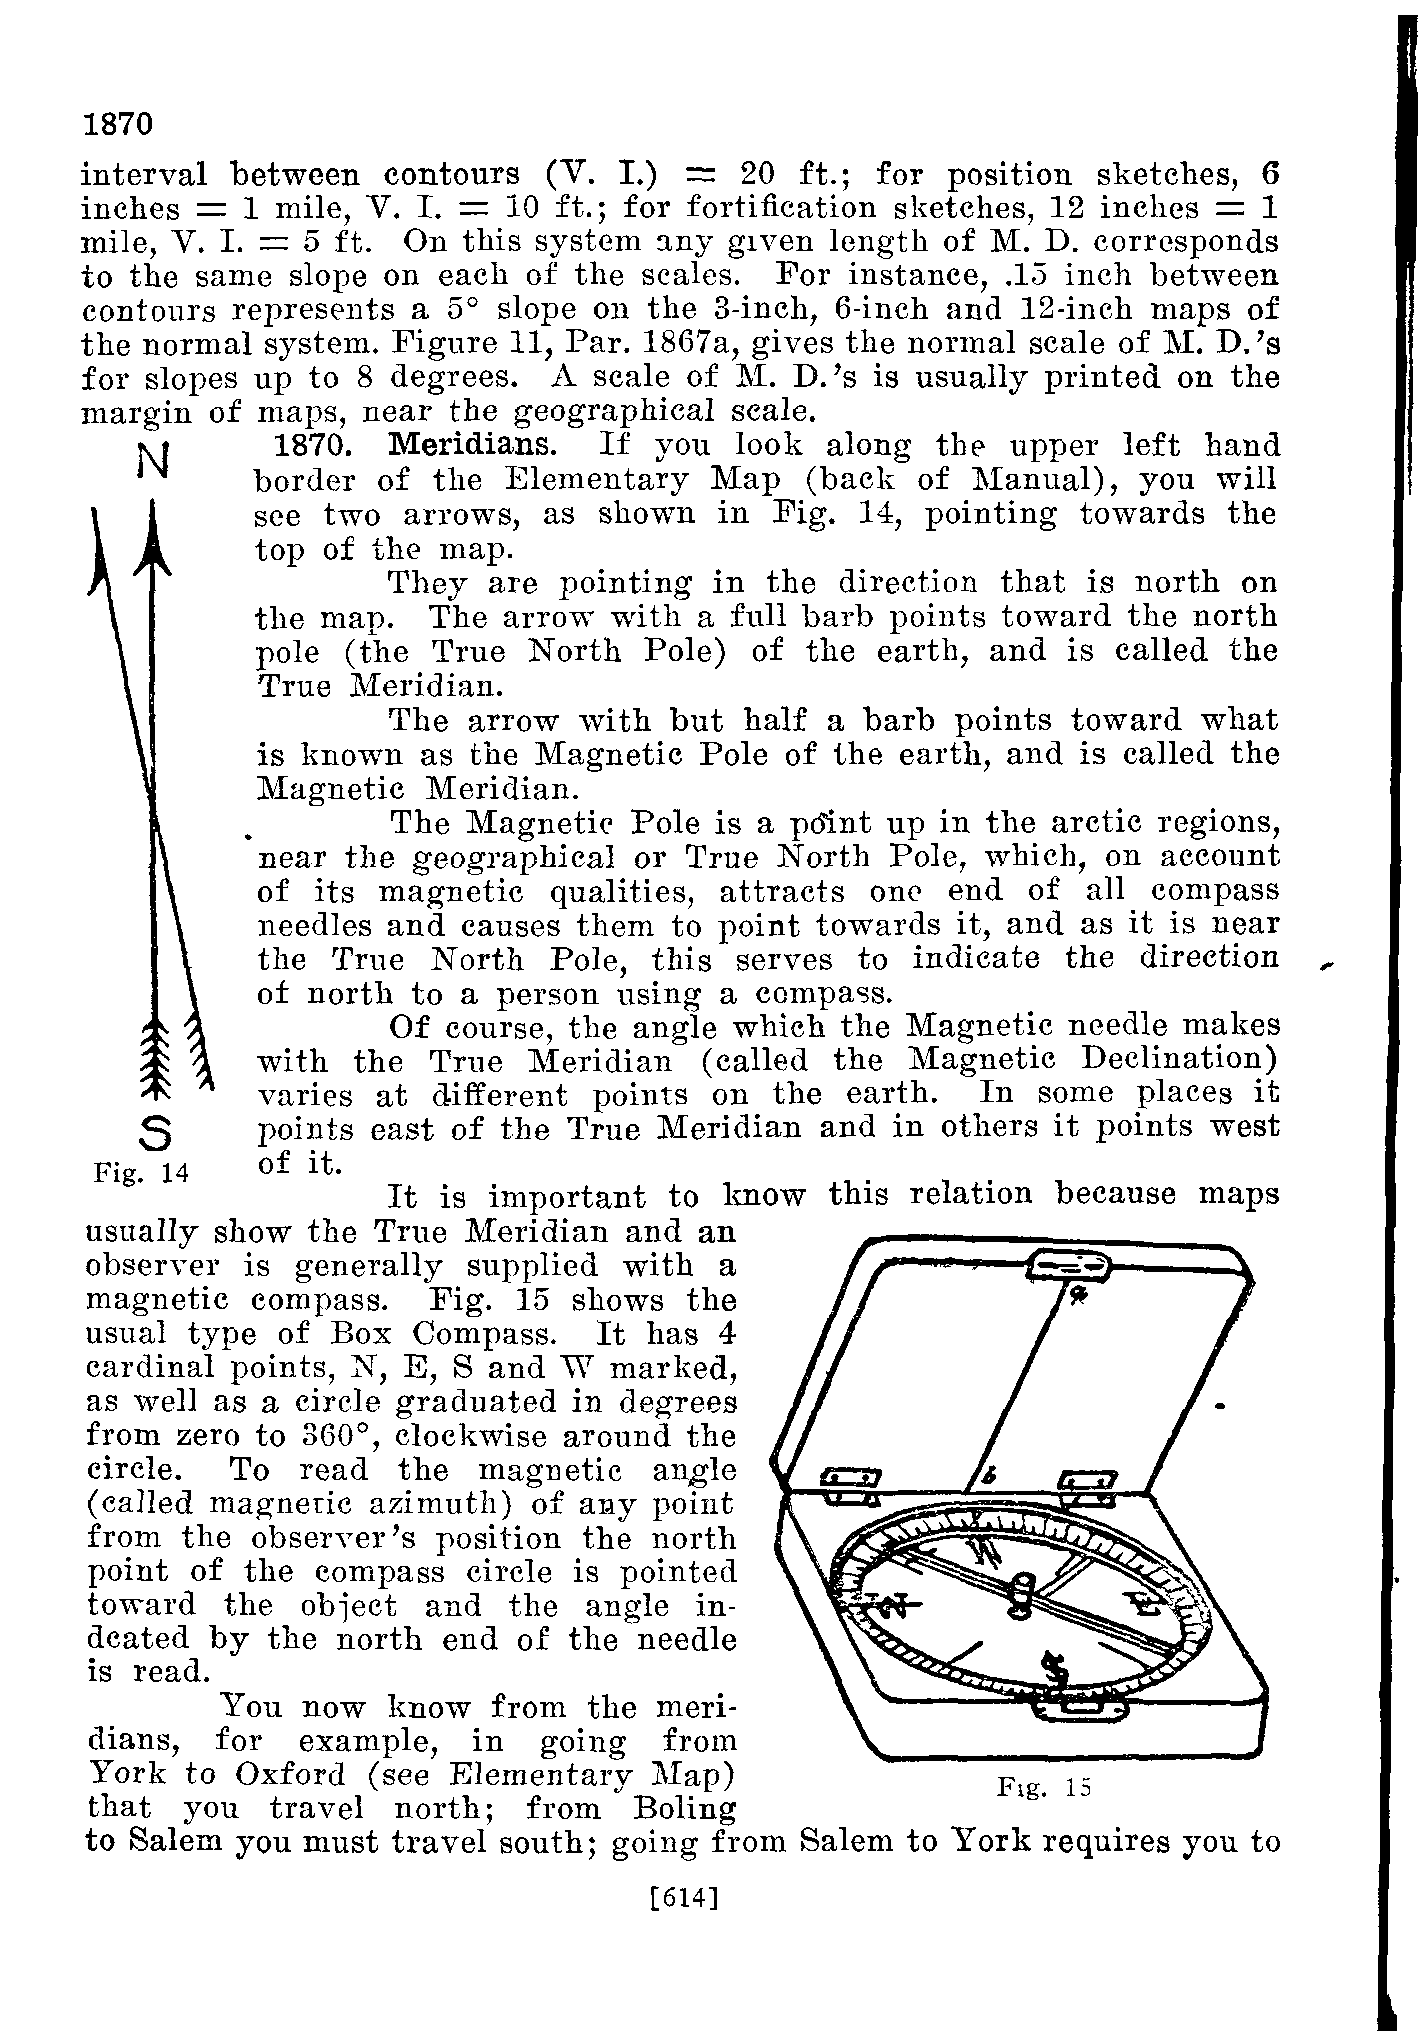 1870
interval between contours (V. I.) = 20 ft.; for position sketches, 6
inches = 1 mile, V. I. = 10 ft.; for fortification sketches, 12 inches = 1
mile, V. I. = 5 ft. On this system any given length of M. D. corresponds
to the same slope on each of the scales. For instance, .15 inch between
contours represents a 5° slope on the 3-inch, 6-inch and 12-inch maps of
the normal system. Figure 11, Par. 1867a, gives the normal scale of M. D.'s
for slopes up to 8 degrees. A scale of M. D.'s is usually printed on the
margin of maps, near the geographical scale.
N
1870. Meridians. If you look along the upper left hand
border of the Elementary Map (back of Manual), you will
see two arrows, as shown in Fig. 14, pointing towards the
top of the map.
They are pointing in the direction that is north on
the map. The arrow with a full barb points toward the north
pole (the True North Pole) of the earth, and is called the
True Meridian.
The arrow with but half a barb points toward what
is known as the Magnetic Pole of the earth, and is called the
Magnetic Meridian.
The Magnetic Pole is a point up in the arctic regions,
near the geographical or True North Pole, which, on account
of its magnetic qualities, attracts one end of all compass
needles and causes them to point towards it, and as it is near
the True North Pole, this serves to indicate the direction
of north to a person using a compass.
Of course, the angle which the Magnetic needle makes
with the True Meridian (called the Magnetic Declination)
varies at different points on the earth. In some places it
points east of the True Meridian and in others it points west
of it.
S
Fig. 14
It is important to know this relation because maps
usually show the True Meridian and an
observer is generally supplied with a
magnetic compass. Fig. 15 shows the
usual type of Box Compass. It has 4
cardinal points, N, E, S and W marked,
as well as a circle graduated in degrees
from zero to 360°, clockwise around the
circle. To read the magnetic angle
(called magnetic azimuth) of any point
from the observer's position the north
point of the compass circle is pointed
toward the object and the angle in-
dcated by the north end of the needle
is read.
You now know from the meri-
dians, for example, in going from
York to Oxford (see Elementary Map)
that you travel north; from Boling
to Salem you must travel south; going from Salem to York requires you to
a
b
W
N
E
S
Fig. 15
[614]